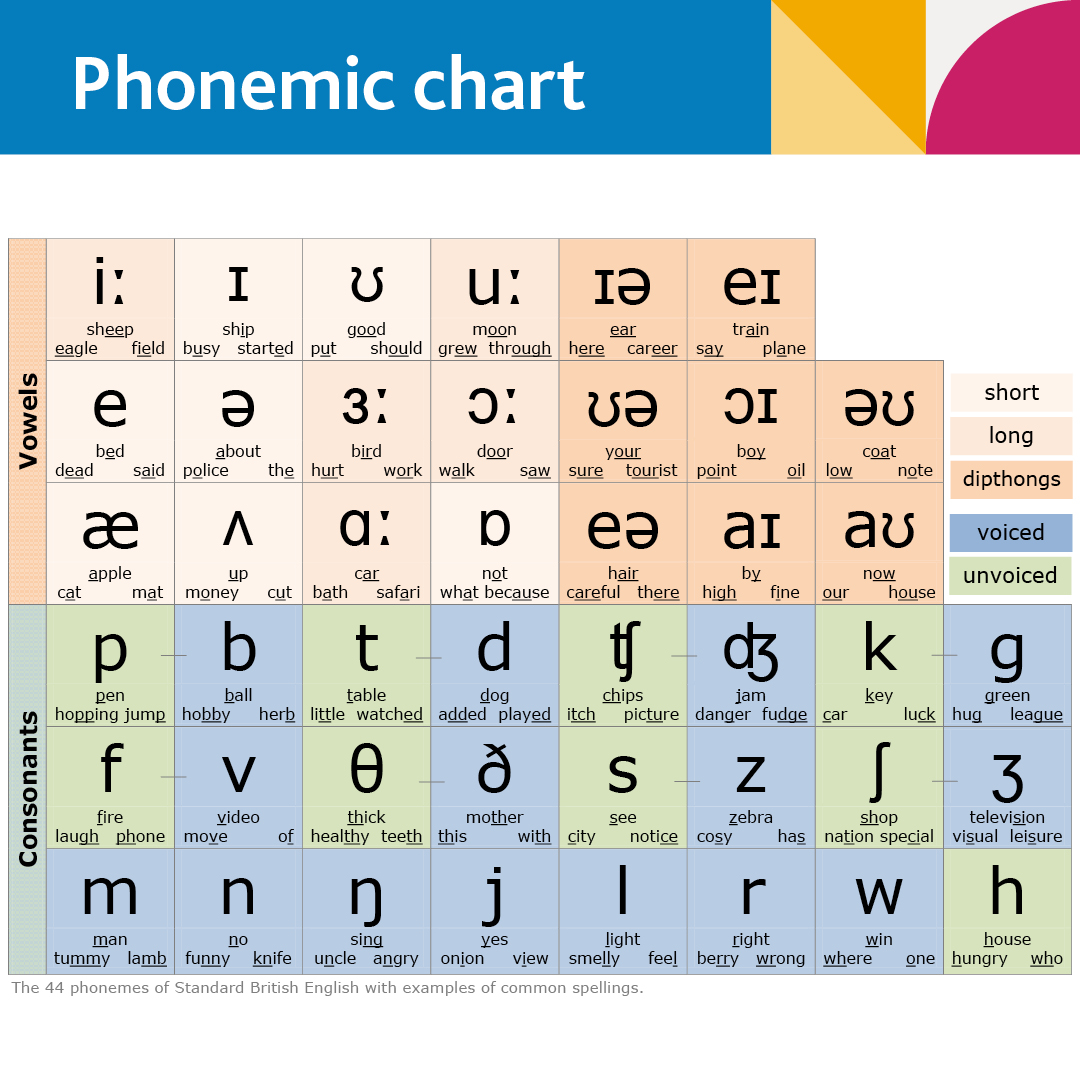 Phonemic chart
Vowels
iː ɪ ʊ uː ɪə eɪ
sheep ship good moon ear train
eagle field busy started put should grew through here career say plane
e ə ɜː ɔː ʊə ɔɪ əʊ
bed about bird door your boy coat
dead said police the hurt work walk saw sure tourist point oil low note
æ ʌ ɑː ɒ eə aɪ aʊ
apple up car not hair by now
cat mat money cut bath safari what because careful there high fine our house
short
long
dipthongs
voiced
unvoiced
Consonants
p b t d ʧ ʤ k g
pen ball table dog chips jam key green
hopping jump hobby herb little watched added played itch picture danger fudge car luck hug league
f v θ ð s z ʃ ʒ
fire video thick mother see zebra shop television
laugh phone move of healthy teeth this with city notice cosy has nation special visual leisure
m n ŋ j l r w h
man no sing yes light right win house
tummy lamb funny knife uncle angry onion view smelly feel berry wrong where one hungry who
The 44 phonemes of Standard British English with examples of common spellings.